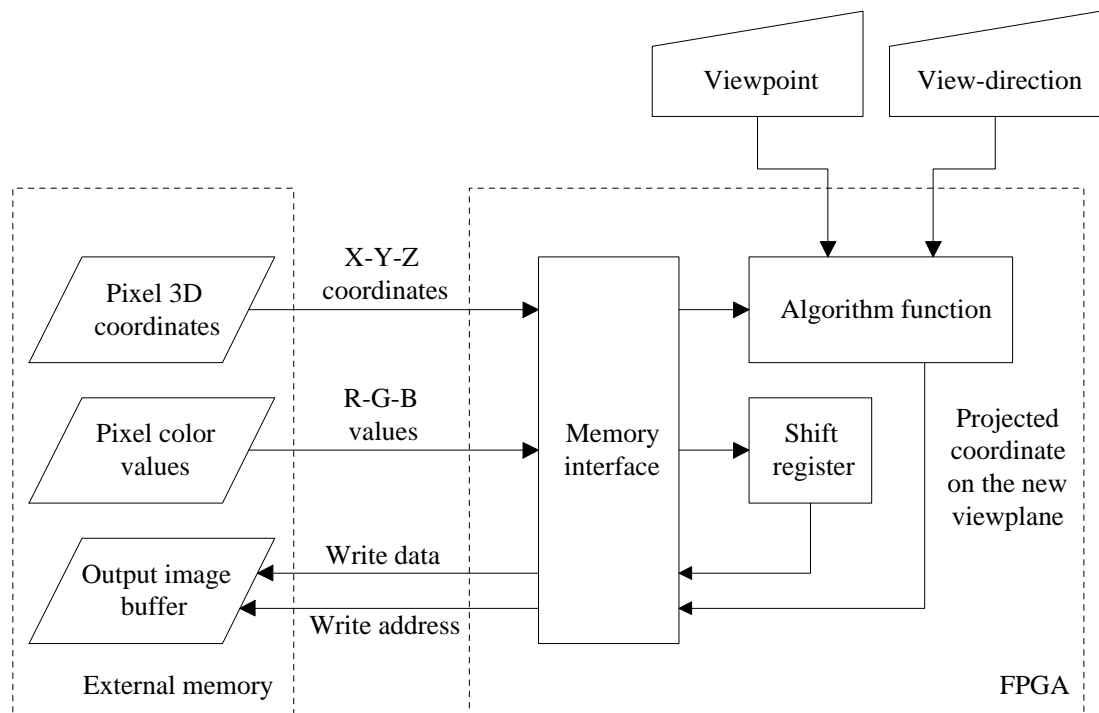 Viewpoint
View-direction
X-Y-Z
coordinates
Pixel 3D
coordinates
Algorithm function
R-G-B
values
Pixel color
values
Memory
interface
Shift
register
Projected
coordinate
on the new
viewplane
Write data
Output image
buffer
Write address
External memory
FPGA